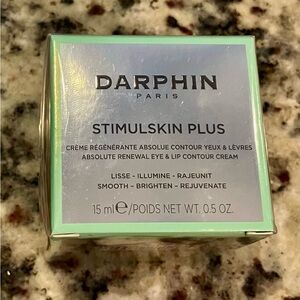 DARPHIN
PARIS
STIMULSKIN PLUS
CRÈME RÉGÉNÉRANTE ABSOLUE CONTOUR YEUX & LÈVRES
ABSOLUTE RENEWAL EYE & LIP CONTOUR CREAM
LISSE - ILLUMINE - RAJEUNIT
SMOOTH - BRIGHTEN - REJUVENATE
15 ml℮/POIDS NET WT. 0.5 OZ.